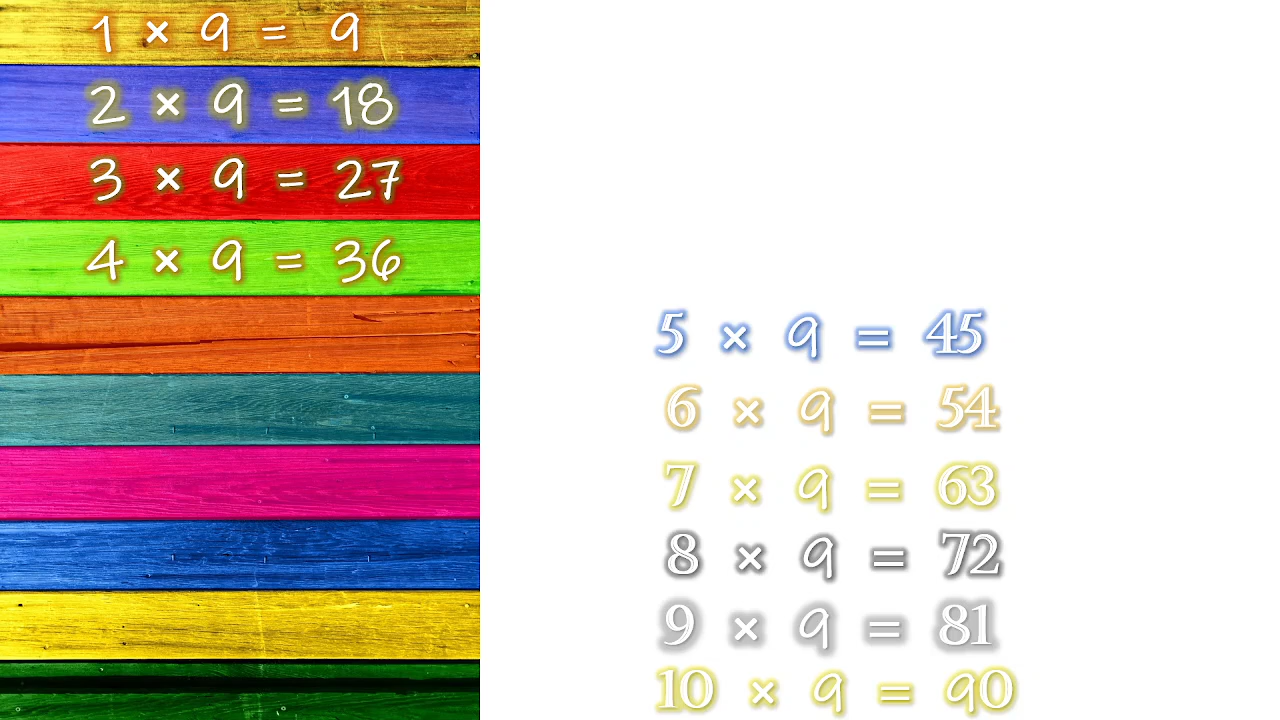 1 × 9 = 9
2 × 9 = 18
3 × 9 = 27
4 × 9 = 36
5 × 9 = 45
6 × 9 = 54
7 × 9 = 63
8 × 9 = 72
9 × 9 = 81
10 × 9 = 90